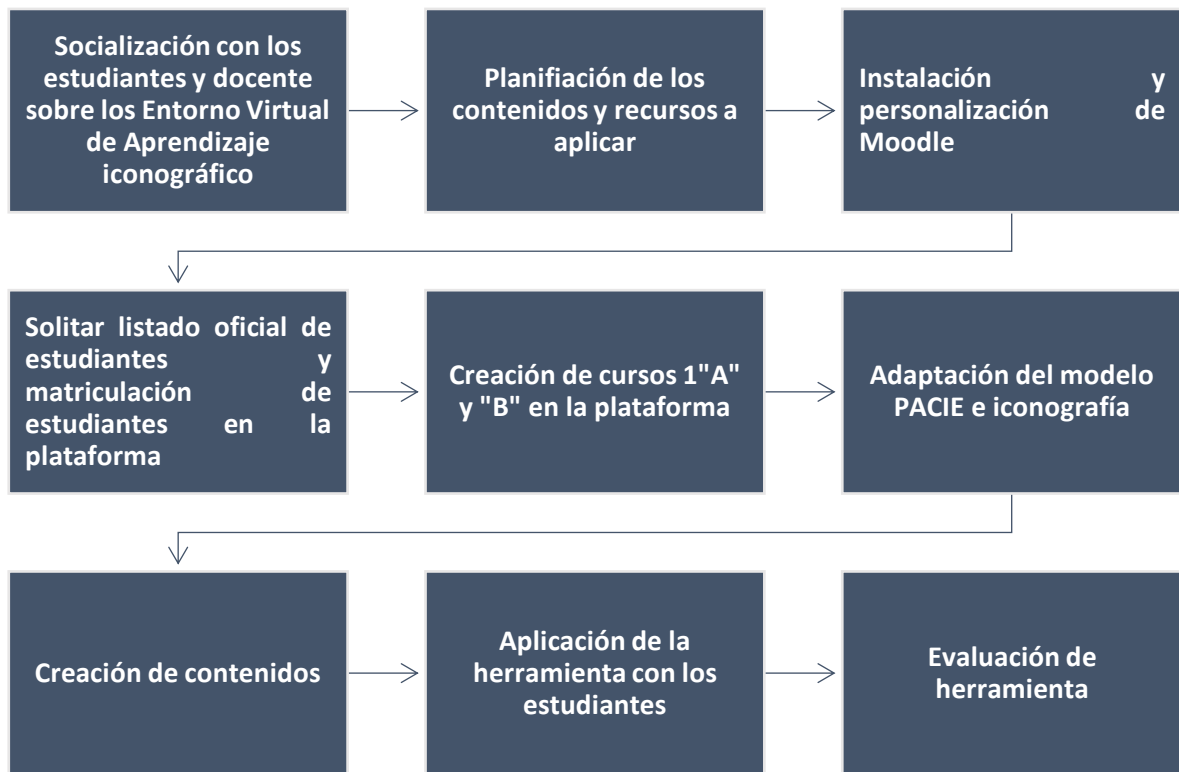 Socialización con los
estudiantes y docente
sobre los Entorno Virtual
de Aprendizaje
iconográfico
Planifiación de los
contenidos y recursos a
aplicar
Instalación y
personalización de
Moodle
Solitar listado oficial de
estudiantes y
matriculación de
estudiantes en la
plataforma
Creación de cursos 1"A"
y "B" en la plataforma
Adaptación del modelo
PACIE e iconografía
Creación de contenidos
Aplicación de la
herramienta con los
estudiantes
Evaluación de
herramienta